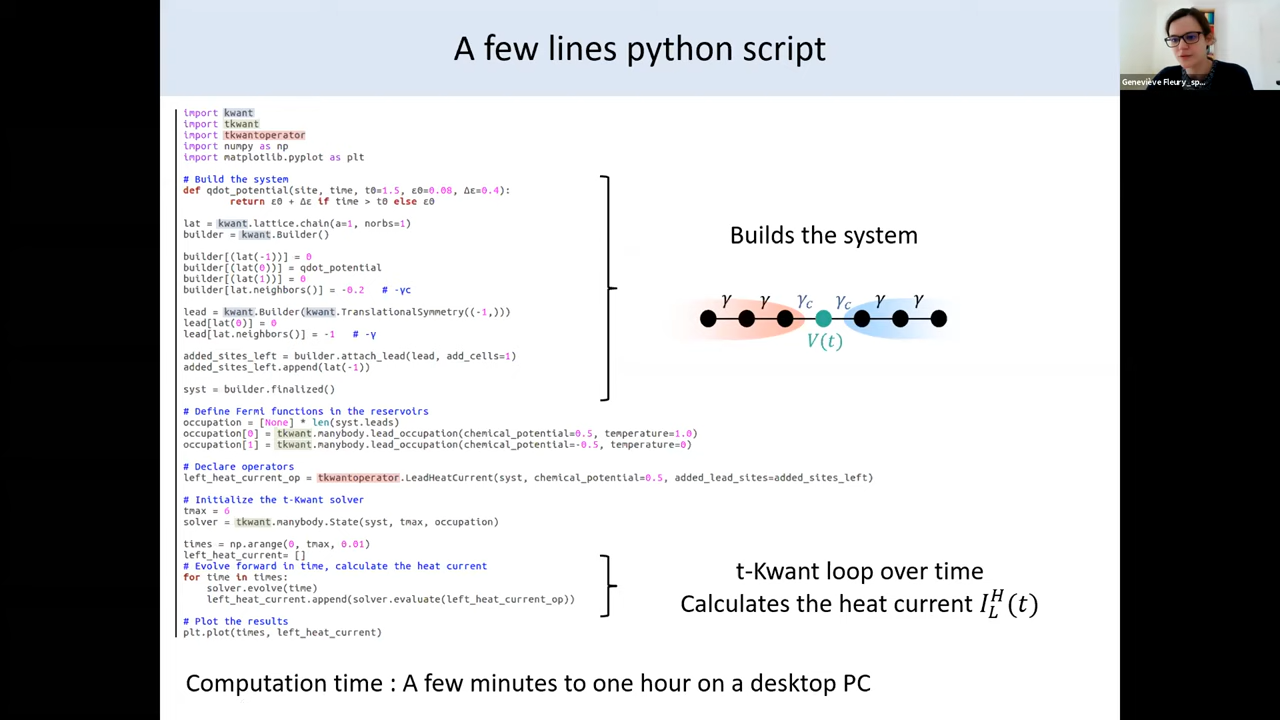 A few lines python script
Geneviève Fleury_sp...
import kwant
import tkwant
import tkwantoperator
import numpy as np
import matplotlib.pyplot as plt
# Build the system
def qdot_potential(site, time, t0=1.5, ε0=0.08, Δε=0.4):
return ε0 + Δε if time > t0 else ε0
lat = kwant.lattice.chain(a=1, norbs=1)
builder = kwant.Builder()
builder[(lat(-1))] = 0
builder[(lat(0))] = qdot_potential
builder[(lat(1))] = 0
builder[lat.neighbors()] = -0.2 # -γc
lead = kwant.Builder(kwant.TranslationalSymmetry((-1,)))
lead[lat(0)] = 0
lead[lat.neighbors()] = -1 # -γ
added_sites_left = builder.attach_lead(lead, add_cells=1)
added_sites_left.append(lat(-1))
syst = builder.finalized()
Builds the system
γ γ γc γc γ γ
V(t)
# Define Fermi functions in the reservoirs
occupation = [None] * len(syst.leads)
occupation[0] = tkwant.manybody.lead_occupation(chemical_potential=0.5, temperature=1.0)
occupation[1] = tkwant.manybody.lead_occupation(chemical_potential=-0.5, temperature=0)
# Declare operators
left_heat_current_op = tkwantoperator.LeadHeatCurrent(syst, chemical_potential=0.5, added_lead_sites=added_sites_left)
# Initialize the t-Kwant solver
tmax = 6
solver = tkwant.manybody.State(syst, tmax, occupation)
times = np.arange(0, tmax, 0.01)
left_heat_current= []
# Evolve forward in time, calculate the heat current
for time in times:
solver.evolve(time)
left_heat_current.append(solver.evaluate(left_heat_current_op))
t-Kwant loop over time
Calculates the heat current I_L^H(t)
# Plot the results
plt.plot(times, left_heat_current)
Computation time : A few minutes to one hour on a desktop PC